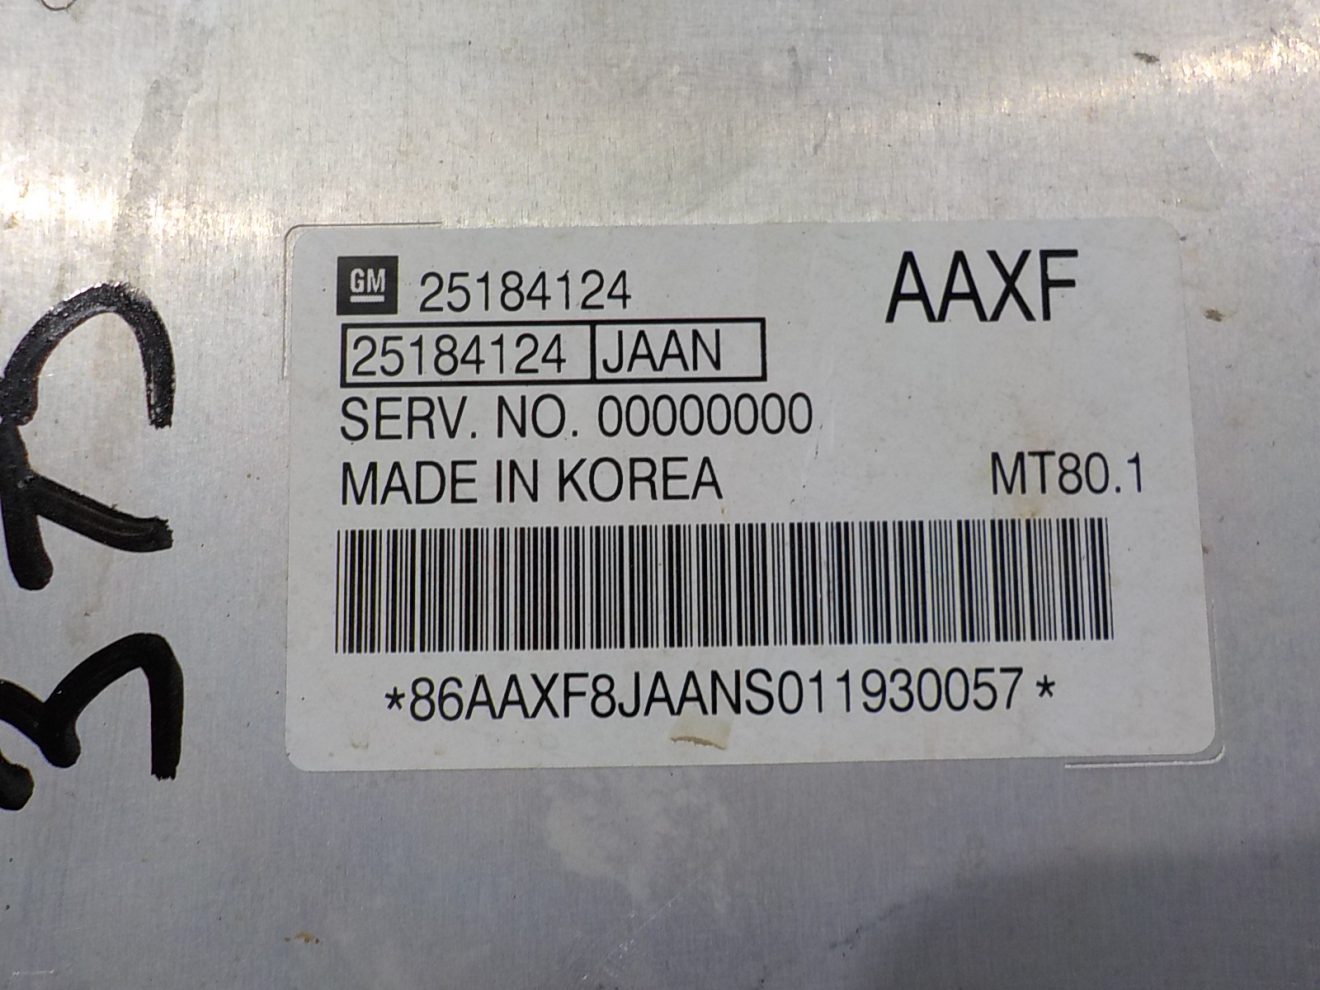 GM 25184124 AAXF
25184124 JAAN
SERV. NO. 00000000
MADE IN KOREA MT80.1
*86AAXF8JAANS011930057*